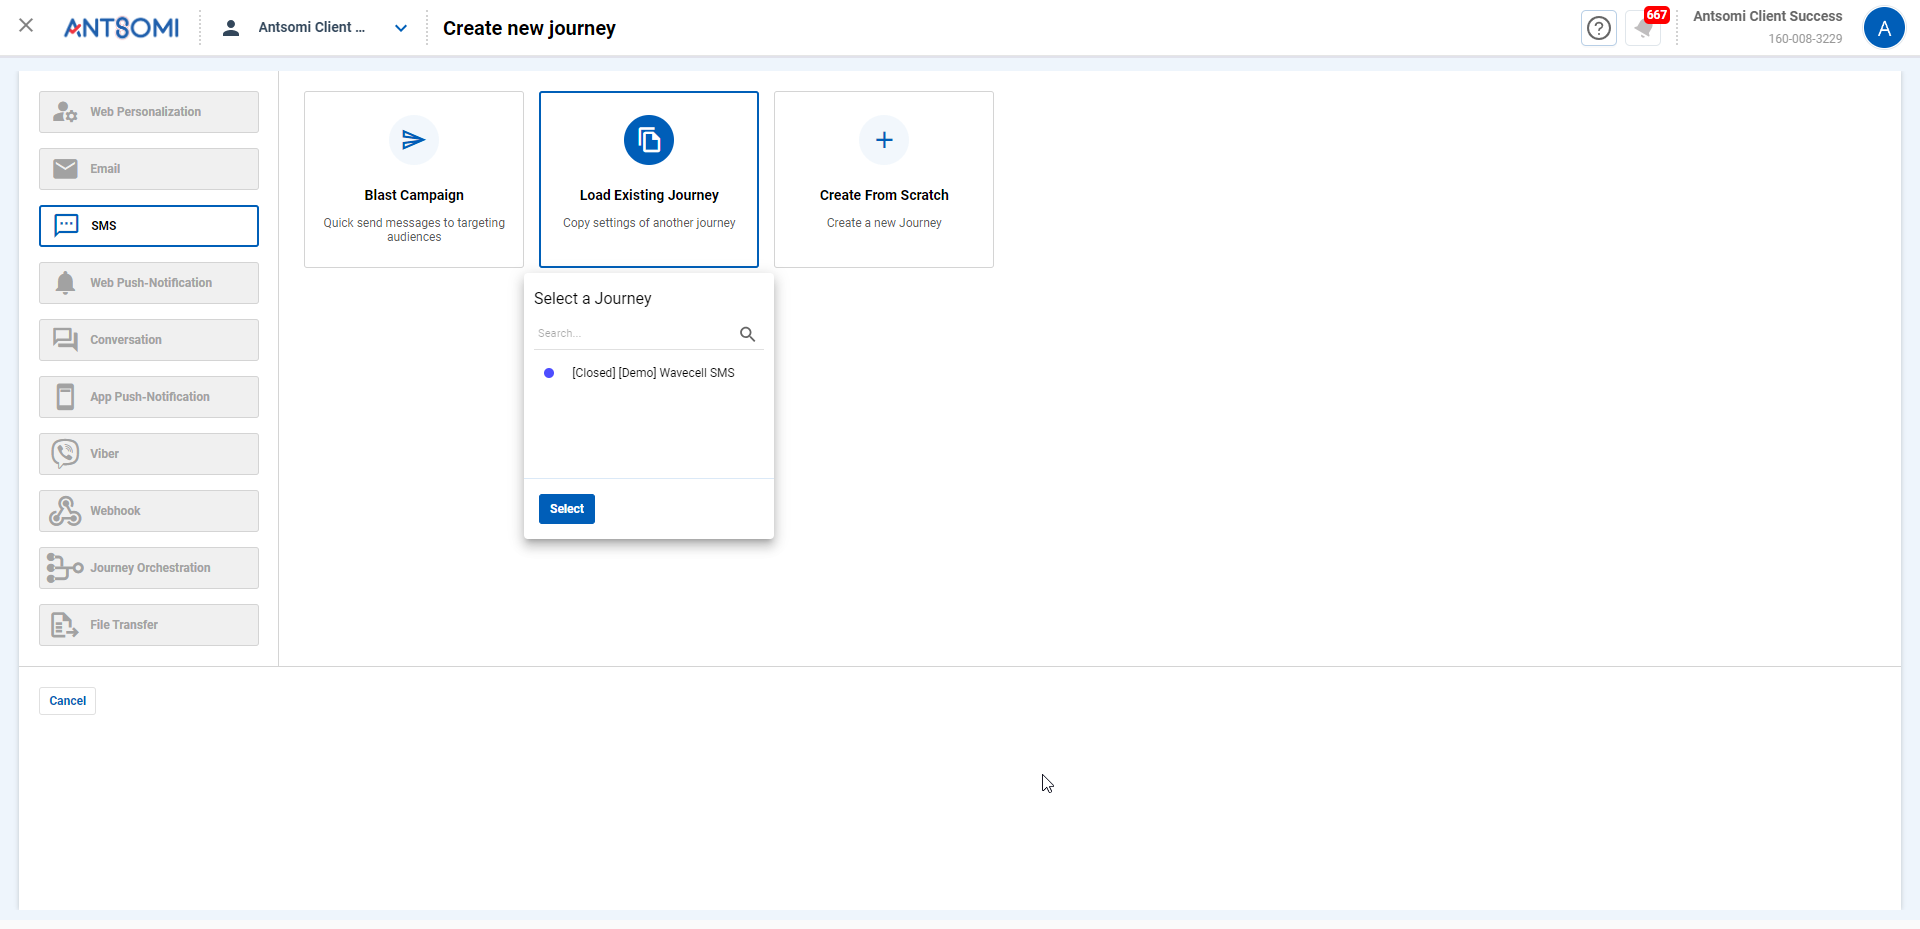 ANTSOMI
Antsomi Client ...
Create new journey
667
Antsomi Client Success
160-008-3229
A
Web Personalization
Email
SMS
Web Push-Notification
Conversation
App Push-Notification
Viber
Webhook
Journey Orchestration
File Transfer
Blast Campaign
Quick send messages to targeting
audiences
Load Existing Journey
Copy settings of another journey
Create From Scratch
Create a new Journey
Select a Journey
Search...
[Closed] [Demo] Wavecell SMS
Select
Cancel